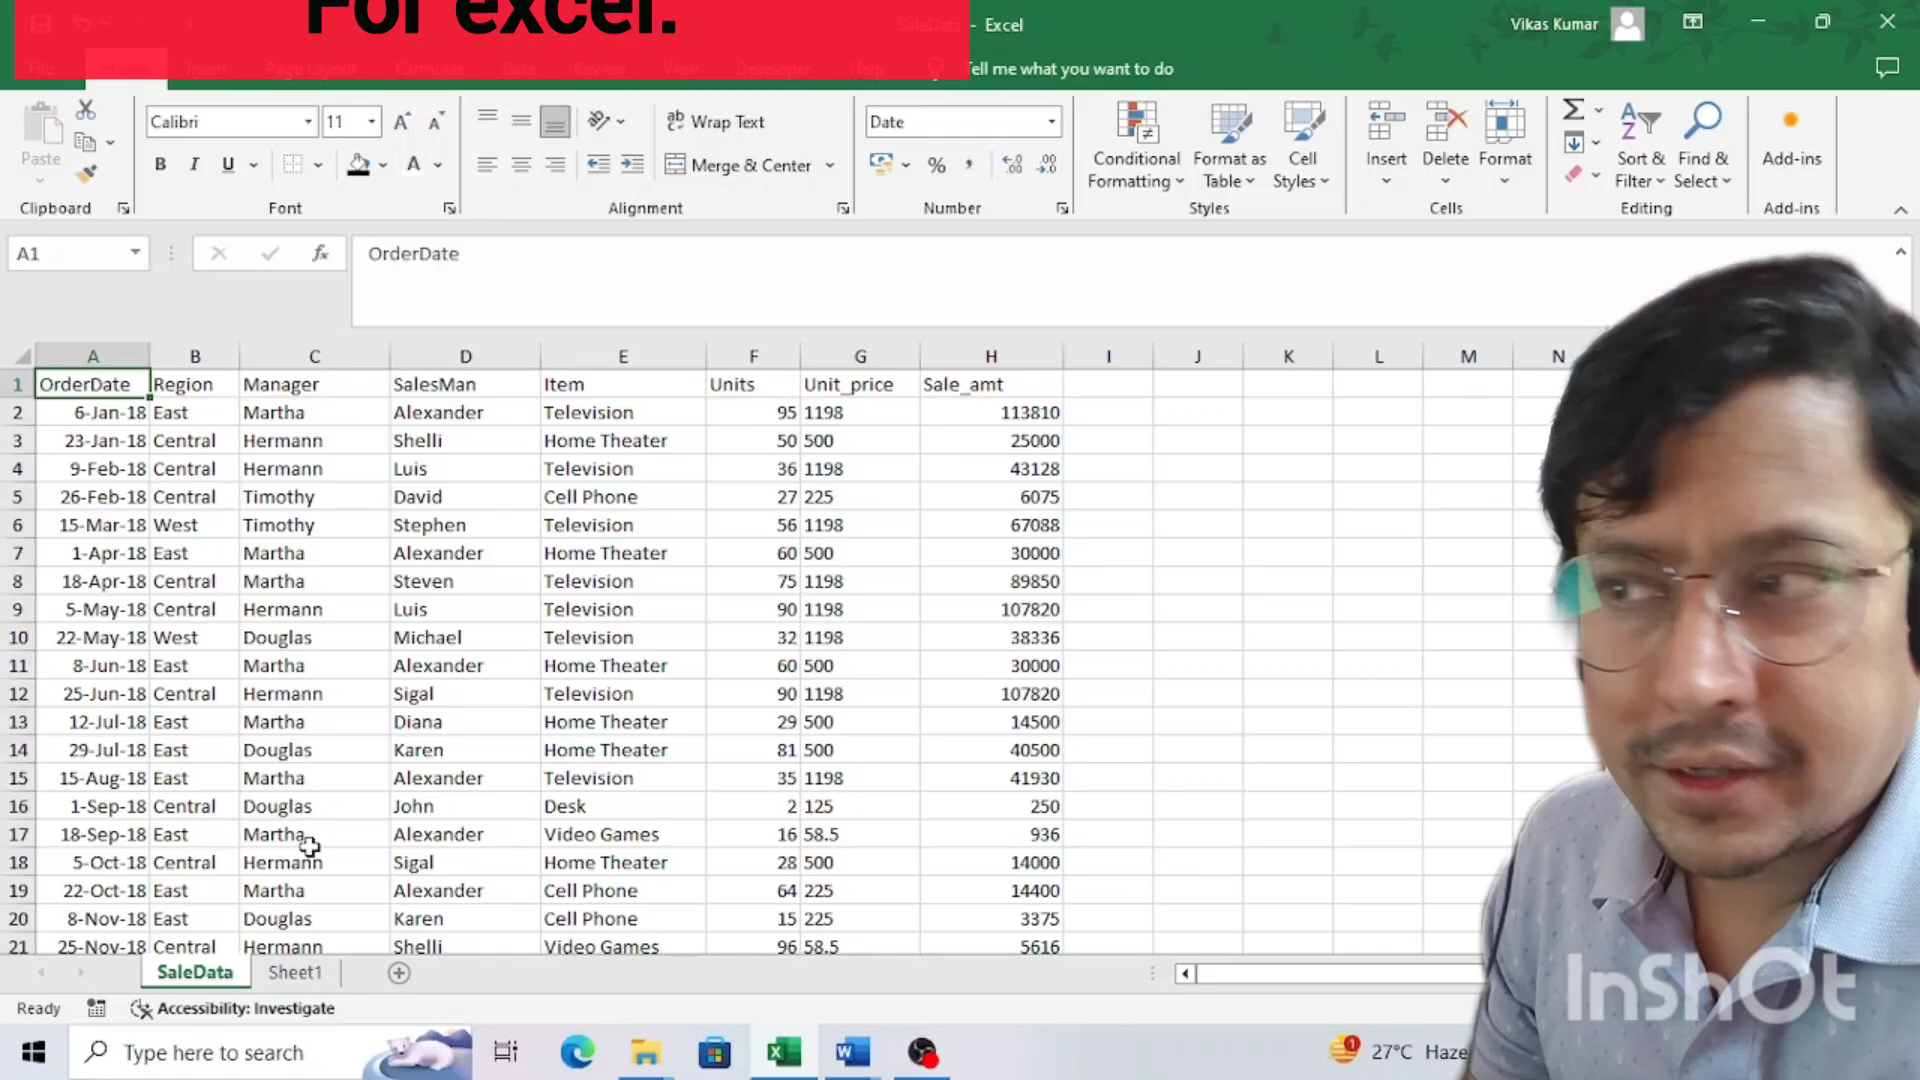 For excel.
SaleData - Excel
Vikas Kumar
File Home Insert Page Layout Formulas Data Review View Developer Help Tell me what you want to do
Paste
Calibri 11
B I U A
Wrap Text
Merge & Center
Date
% ,
Conditional Formatting
Format as Table
Cell Styles
Insert Delete Format
Sort & Filter
Find & Select
Add-ins
Clipboard Font Alignment Number Styles Cells Editing Add-ins
A1 fx OrderDate
A B C D E F G H I J K L M N
1 OrderDate Region Manager SalesMan Item Units Unit_price Sale_amt
2 6-Jan-18 East Martha Alexander Television 95 1198 113810
3 23-Jan-18 Central Hermann Shelli Home Theater 50 500 25000
4 9-Feb-18 Central Hermann Luis Television 36 1198 43128
5 26-Feb-18 Central Timothy David Cell Phone 27 225 6075
6 15-Mar-18 West Timothy Stephen Television 56 1198 67088
7 1-Apr-18 East Martha Alexander Home Theater 60 500 30000
8 18-Apr-18 Central Martha Steven Television 75 1198 89850
9 5-May-18 Central Hermann Luis Television 90 1198 107820
10 22-May-18 West Douglas Michael Television 32 1198 38336
11 8-Jun-18 East Martha Alexander Home Theater 60 500 30000
12 25-Jun-18 Central Hermann Sigal Television 90 1198 107820
13 12-Jul-18 East Martha Diana Home Theater 29 500 14500
14 29-Jul-18 East Douglas Karen Home Theater 81 500 40500
15 15-Aug-18 East Martha Alexander Television 35 1198 41930
16 1-Sep-18 Central Douglas John Desk 2 125 250
17 18-Sep-18 East Martha Alexander Video Games 16 58.5 936
18 5-Oct-18 Central Hermann Sigal Home Theater 28 500 14000
19 22-Oct-18 East Martha Alexander Cell Phone 64 225 14400
20 8-Nov-18 East Douglas Karen Cell Phone 15 225 3375
21 25-Nov-18 Central Hermann Shelli Video Games 96 58.5 5616
SaleData Sheet1
InShOt
Ready Accessibility: Investigate
Type here to search
1 27°C Haze